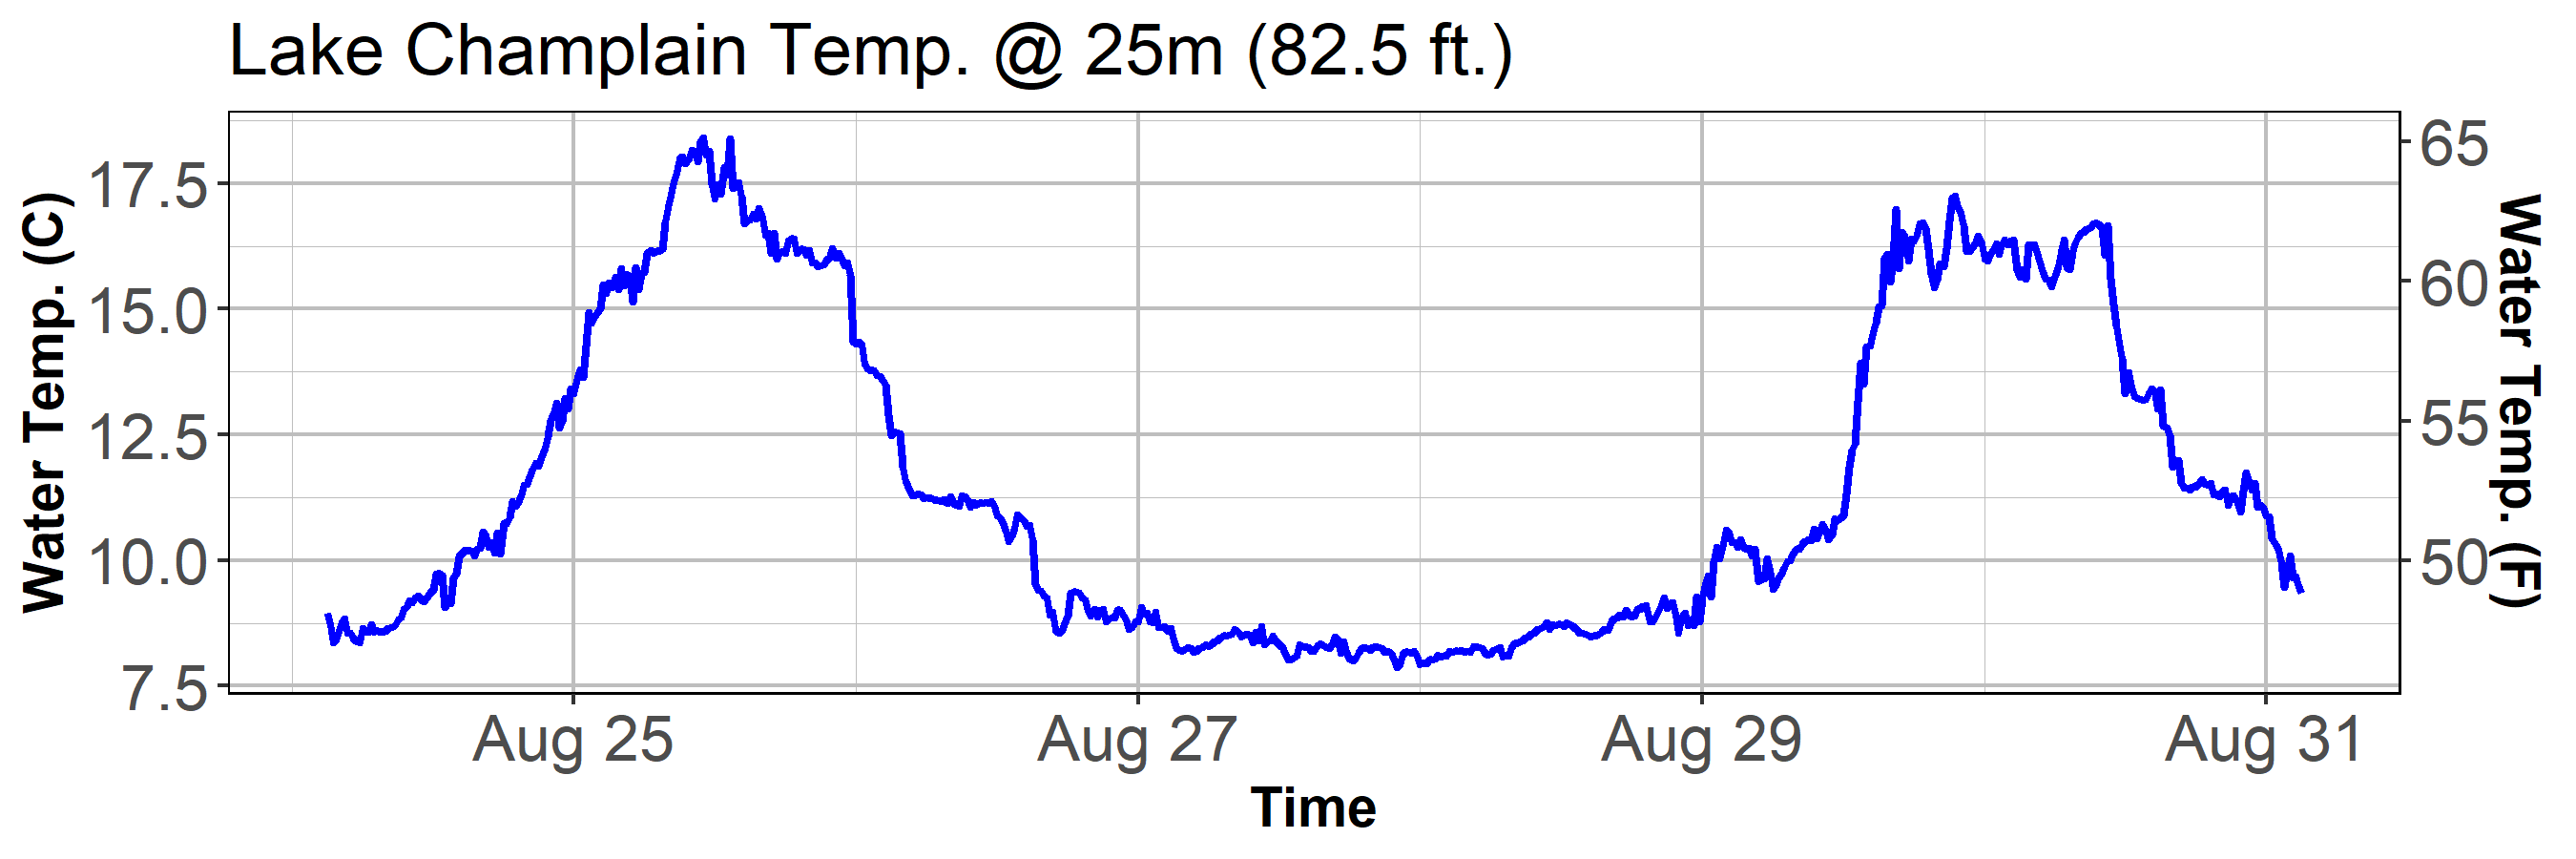 Lake Champlain Temp. @ 25m (82.5 ft.)
Water Temp. (C)
17.5
15.0
12.5
10.0
7.5
65
60
55
50
Water Temp. (F)
Aug 25 Aug 27 Aug 29 Aug 31
Time